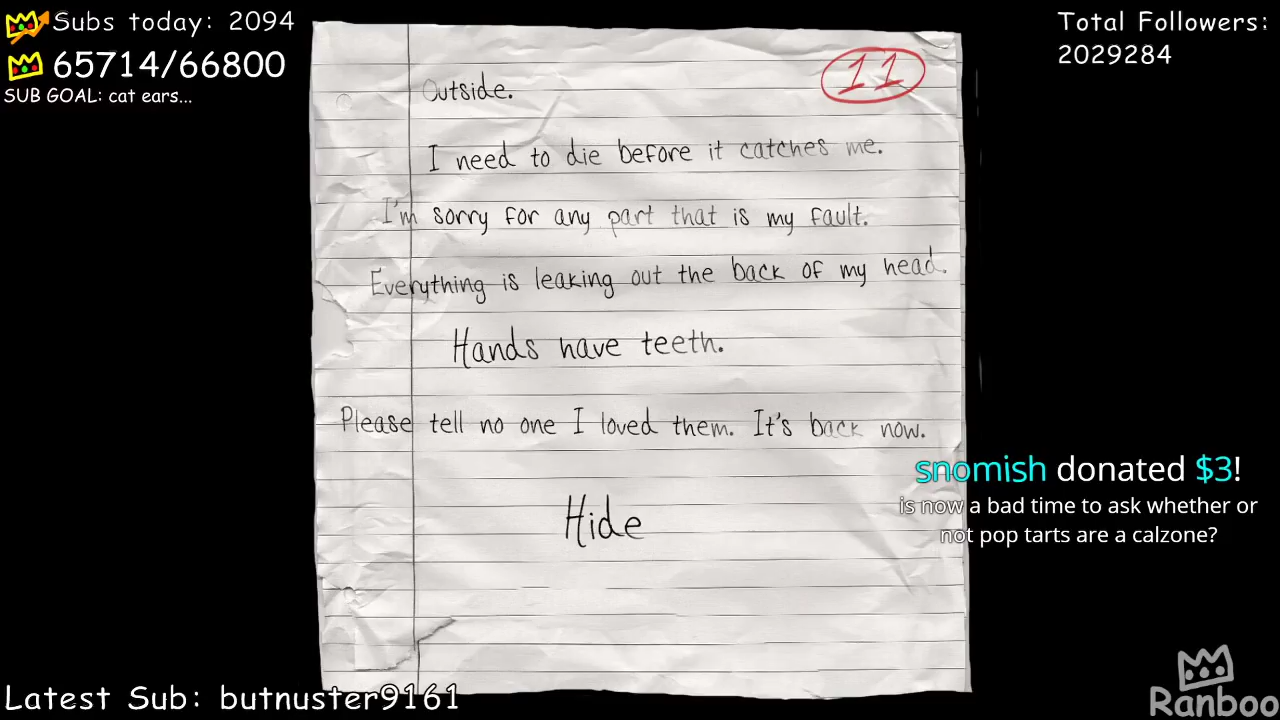 Subs today: 2094
65714/66800
SUB GOAL: cat ears...
Total Followers:
2029284
11
Outside.
I need to die before it catches me.
I'm sorry for any part that is my fault.
Everything is leaking out the back of my head.
Hands have teeth.
Please tell no one I loved them. It's back now.
Hide
snomish donated $3!
is now a bad time to ask whether or
not pop tarts are a calzone?
Latest Sub: butnuster9161
Ranboo